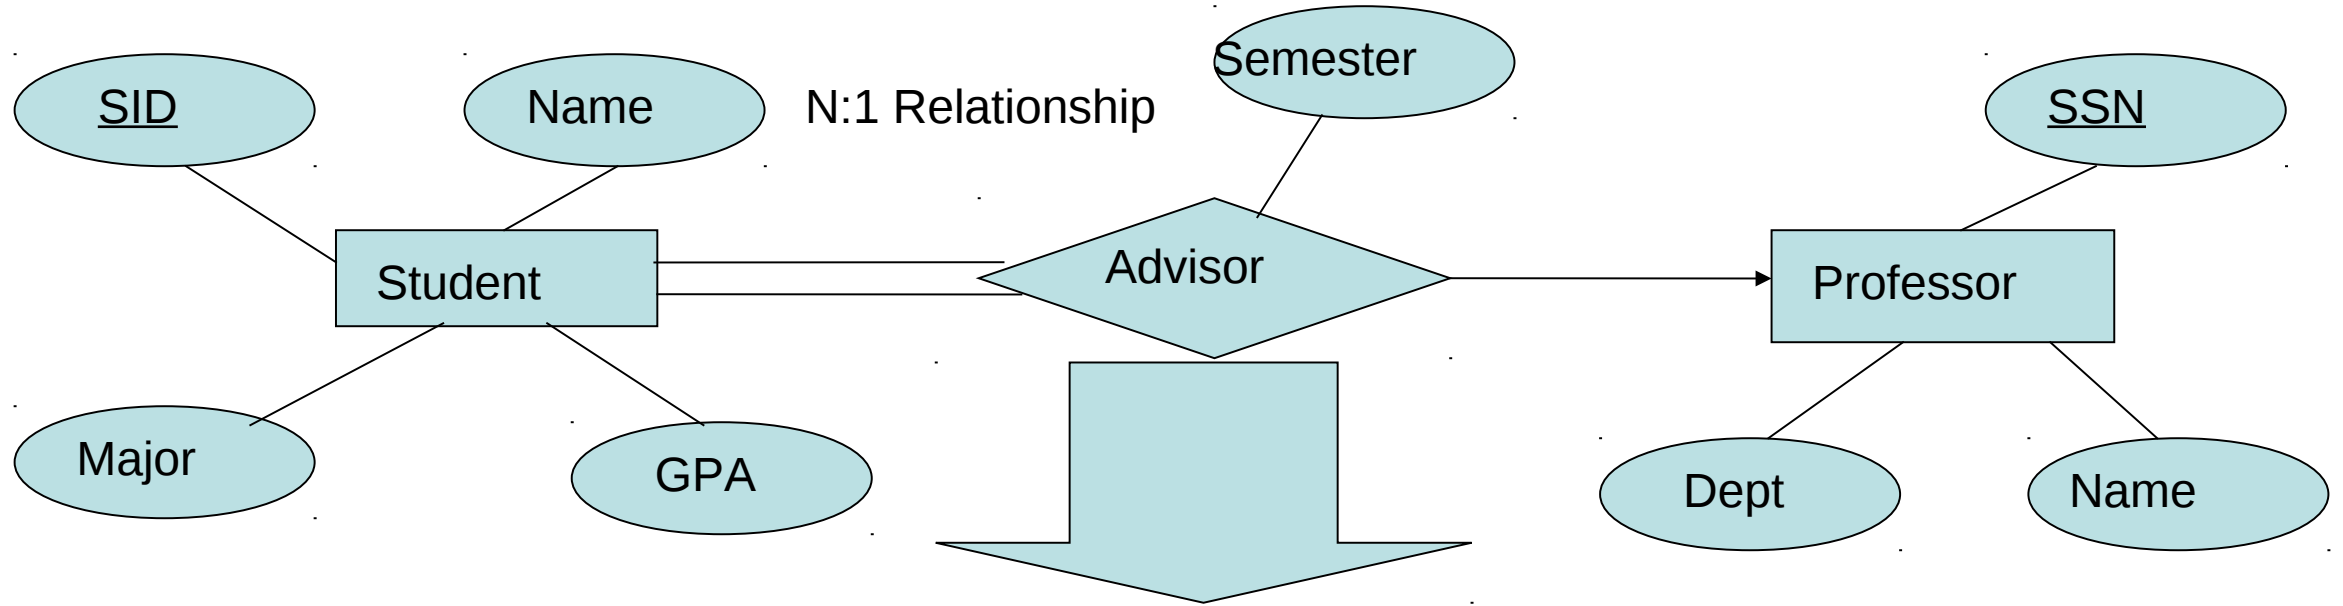 Semester
SID
Name
N:1 Relationship
SSN
Advisor
Student
Professor
Major
GPA
Dept
Name